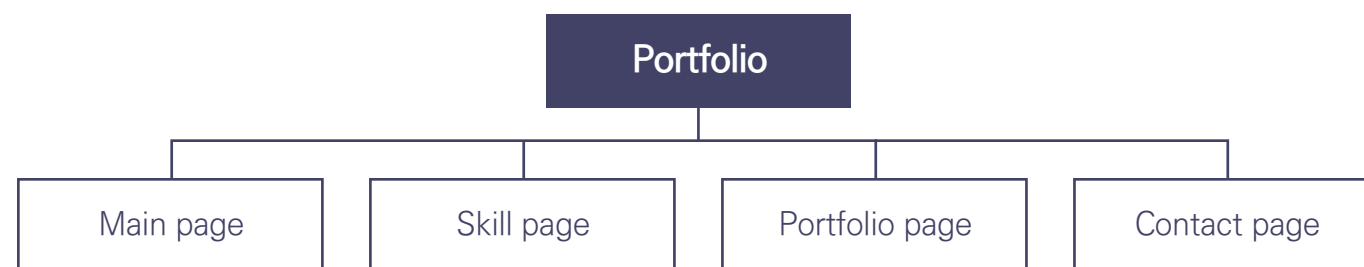 Portfolio
Main page
Skill page
Portfolio page
Contact page